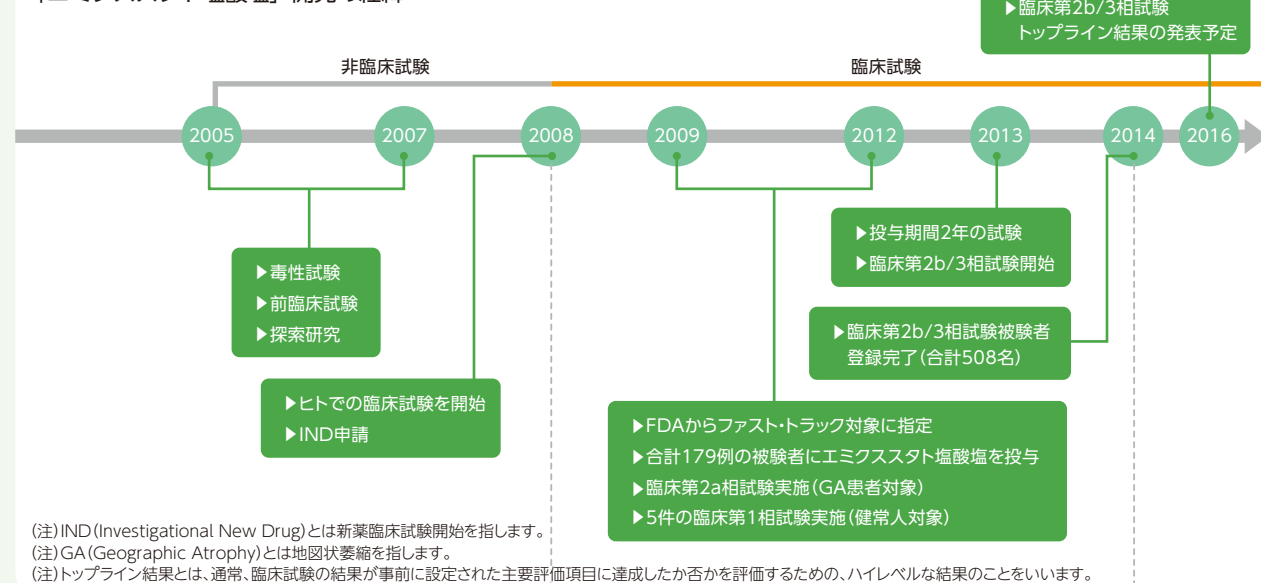 ▶臨床第2b/3相試験
トップライン結果の発表予定
非臨床試験
臨床試験
2005
2007
2008
2009
2012
2013
2014
2016
▶投与期間2年の試験
▶臨床第2b/3相試験開始
▶毒性試験
▶前臨床試験
▶探索研究
▶臨床第2b/3相試験被験者
登録完了(合計508名)
▶ヒトでの臨床試験を開始
▶IND申請
▶FDAからファスト・トラック対象に指定
▶合計179例の被験者にエミクススタト塩酸塩を投与
▶臨床第2a相試験実施(GA患者対象)
▶5件の臨床第1相試験実施(健常人対象)
(注)IND(Investigational New Drug)とは新薬臨床試験開始を指します。
(注)GA(Geographic Atrophy)とは地図状萎縮を指します。
(注)トップライン結果とは、通常、臨床試験の結果が事前に設定された主要評価項目に達成したか否かを評価するための、ハイレベルな結果のことをいいます。